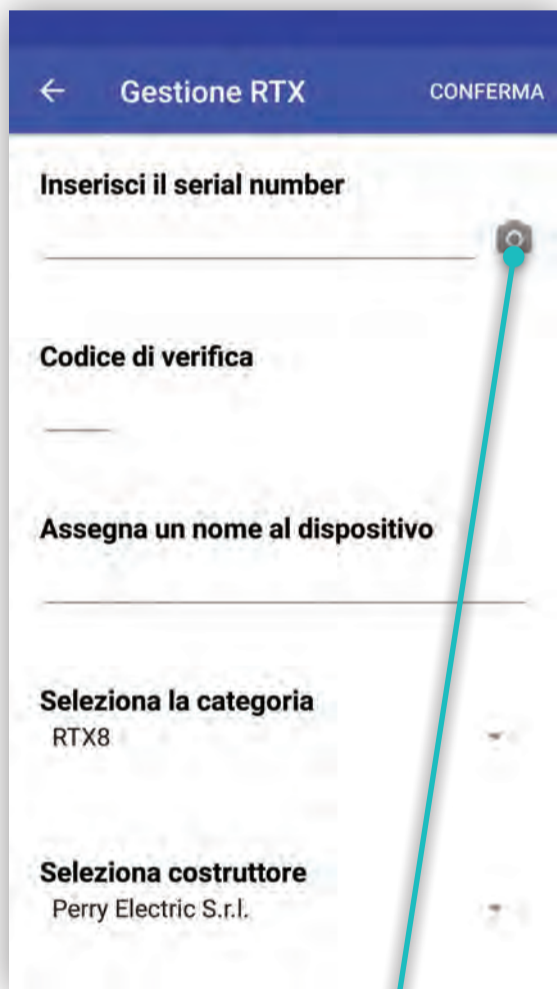 Gestione RTX
CONFERMA
Inserisci il serial number
Codice di verifica
Assegna un nome al dispositivo
Seleziona la categoria
RTX8
Seleziona costruttore
Perry Electric S.r.l.